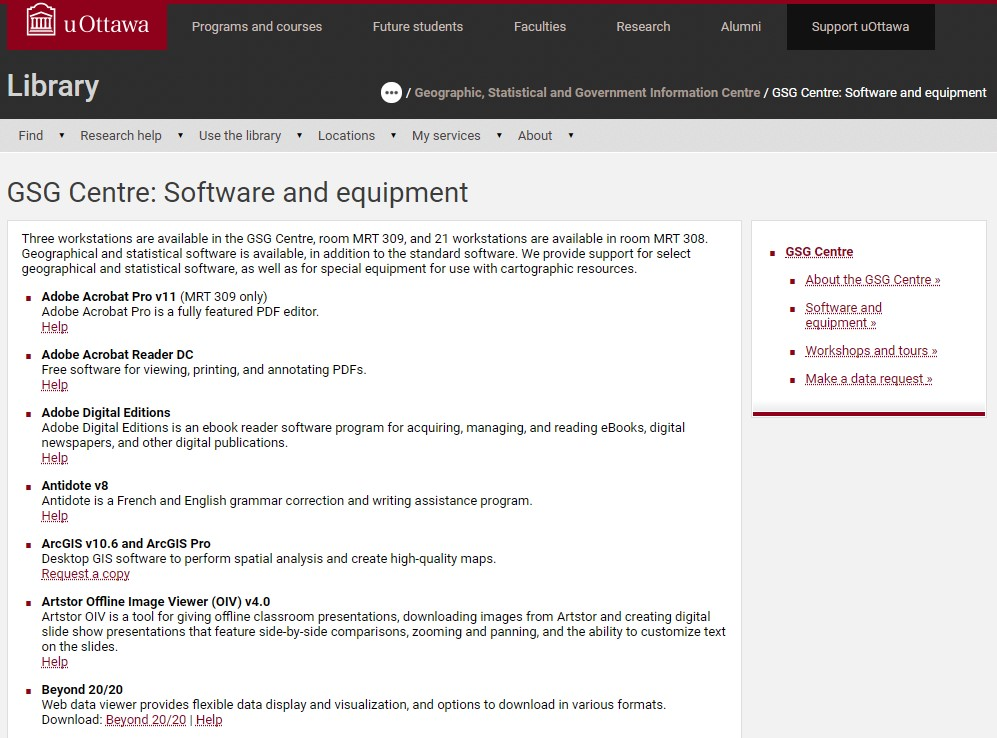 uOttawa
Programs and courses
Future students
Faculties
Research
Alumni
Support uOttawa
Library
/ Geographic, Statistical and Government Information Centre / GSG Centre: Software and equipment
Find
Research help
Use the library
Locations
My services
About
GSG Centre: Software and equipment
Three workstations are available in the GSG Centre, room MRT 309, and 21 workstations are available in room MRT 308.
Geographical and statistical software is available, in addition to the standard software. We provide support for select
geographical and statistical software, as well as for special equipment for use with cartographic resources.
Adobe Acrobat Pro v11 (MRT 309 only)
Adobe Acrobat Pro is a fully featured PDF editor.
Help
Adobe Acrobat Reader DC
Free software for viewing, printing, and annotating PDFs.
Help
Adobe Digital Editions
Adobe Digital Editions is an ebook reader software program for acquiring, managing, and reading eBooks, digital
newspapers, and other digital publications.
Help
Antidote v8
Antidote is a French and English grammar correction and writing assistance program.
Help
ArcGIS v10.6 and ArcGIS Pro
Desktop GIS software to perform spatial analysis and create high-quality maps.
Request a copy
Artstor Offline Image Viewer (OIV) v4.0
Artstor OIV is a tool for giving offline classroom presentations, downloading images from Artstor and creating digital
slide show presentations that feature side-by-side comparisons, zooming and panning, and the ability to customize text
on the slides.
Help
Beyond 20/20
Web data viewer provides flexible data display and visualization, and options to download in various formats.
Download: Beyond 20/20 | Help
GSG Centre
About the GSG Centre »
Software and
equipment »
Workshops and tours »
Make a data request »